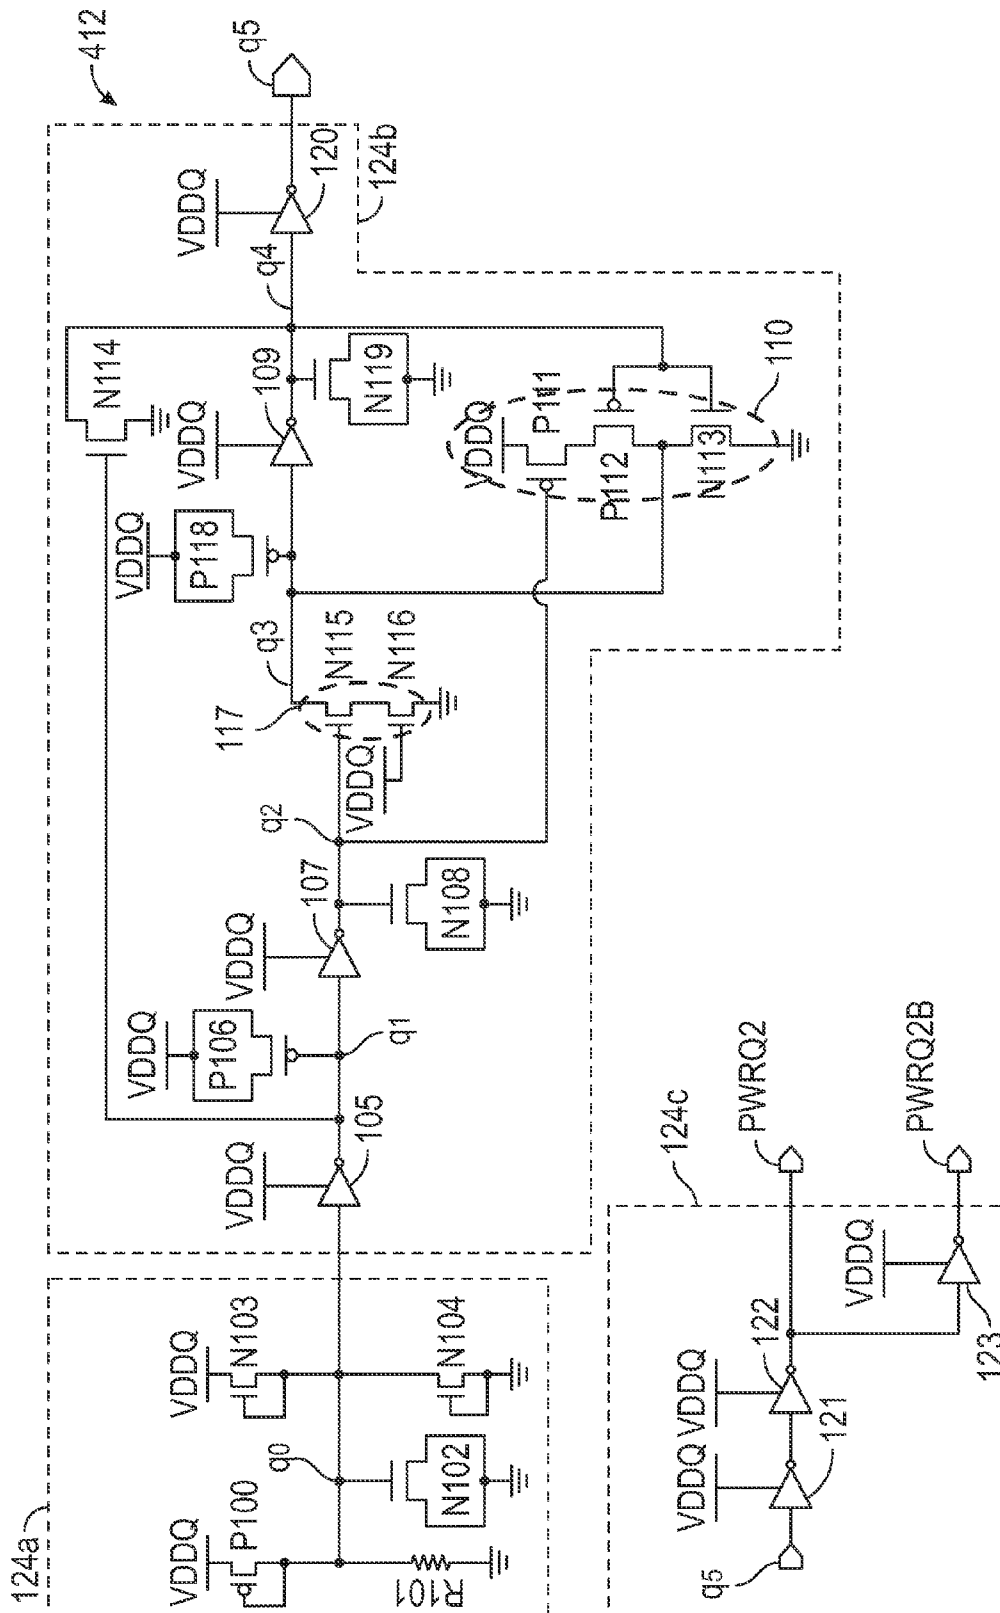 412
q5
VDDQ
120
124b
q4
N114
VDDQ
109
N119
110
VDDQ
P111
P112
N113
VDDQ
P118
q3
N115
N116
117
VDDQ
q2
107
N108
VDDQ
VDDQ
P106
q1
105
VDDQ
124a
VDDQ
N103
N104
q0
VDDQ
P100
N102
R101
124c
PWRQ2
PWRQ2B
VDDQ
123
122
VDDQ
VDDQ
121
q5